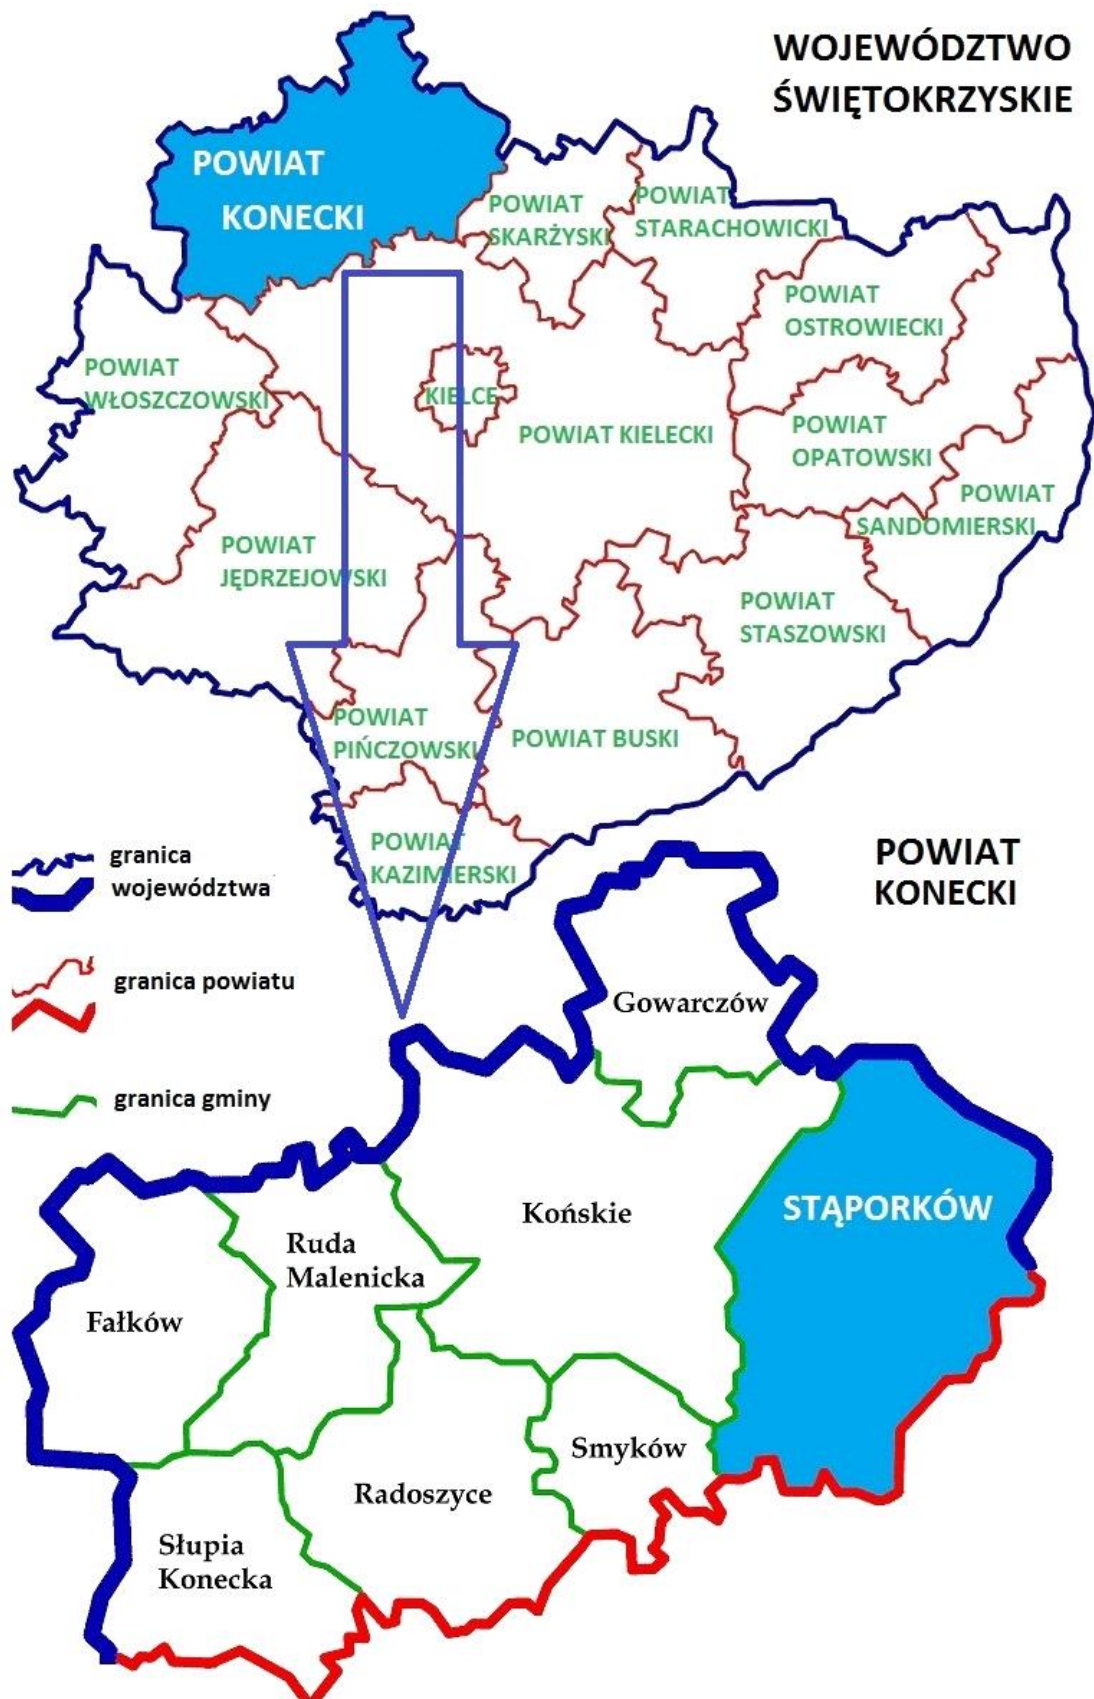 WOJEWÓDZTWO
ŚWIĘTOKRZYSKIE
POWIAT
KONECKI
POWIAT
SKARŻYSKI
POWIAT
STARACHOWICKI
POWIAT
OSTROWIECKI
POWIAT
WŁOSZCZOWSKI
KIELCE
POWIAT KIELECKI
POWIAT
OPATOWSKI
POWIAT
SANDOMIERSKI
POWIAT
JĘDRZEJOWSKI
POWIAT
STASZOWSKI
POWIAT
PIŃCZOWSKI
POWIAT BUSKI
POWIAT
KAZIMIERSKI
granica
województwa
granica powiatu
granica gminy
POWIAT
KONECKI
Gowarczów
Końskie
STĄPORKÓW
Ruda
Malenicka
Fałków
Smyków
Radoszyce
Słupia
Konecka